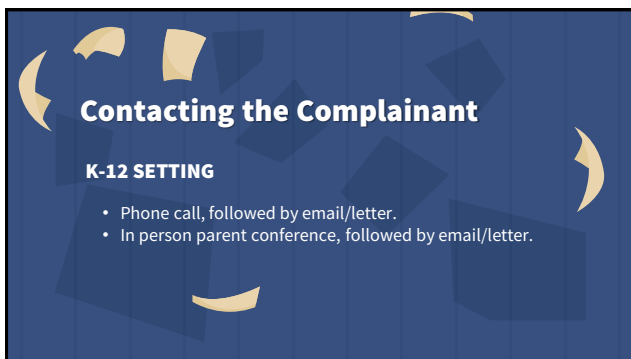 Contacting the Complainant
K-12 SETTING
• Phone call, followed by email/letter.
• In person parent conference, followed by email/letter.